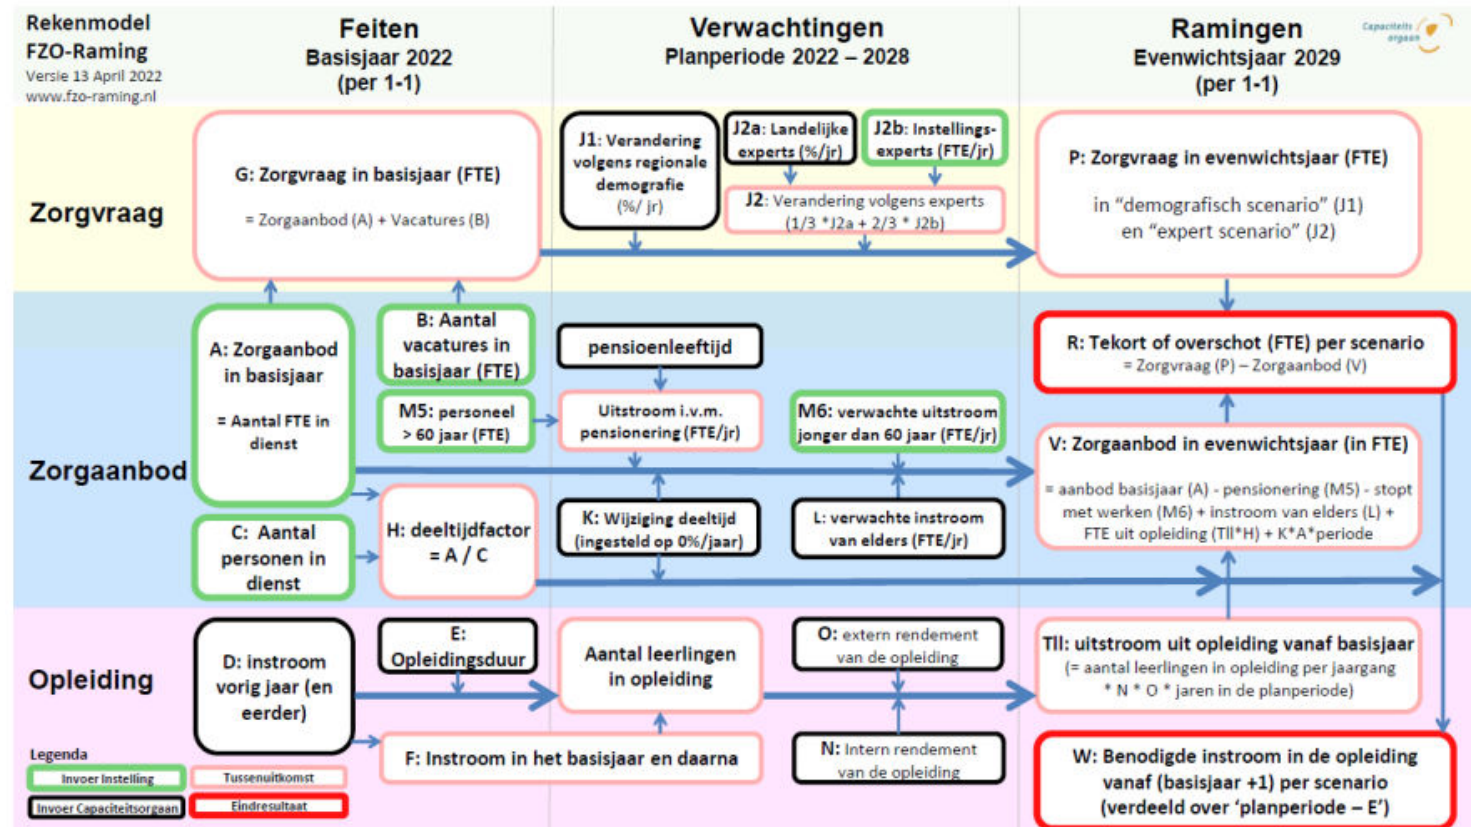 Rekenmodel
FZO-Raming
Versie 13 April 2022
www.fzo-raming.nl
Feiten
Basisjaar 2022
(per 1-1)
Verwachtingen
Planperiode 2022 – 2028
Ramingen
Evenwichtsjaar 2029
(per 1-1)
Capaciteits
orgaan
Zorgvraag
G: Zorgvraag in basisjaar (FTE)
= Zorgaanbod (A) + Vacatures (B)
J1: Verandering
volgens regionale
demografie
(%/ jr)
J2a: Landelijke
experts (%/jr)
J2b: Instellings-
experts (FTE/jr)
J2: Verandering volgens experts
(1/3 *J2a + 2/3 * J2b)
P: Zorgvraag in evenwichtsjaar (FTE)
in “demografisch scenario” (J1)
en “expert scenario” (J2)
Zorgaanbod
A: Zorgaanbod
in basisjaar
= Aantal FTE in
dienst
B: Aantal
vacatures in
basisjaar (FTE)
M5: personeel
> 60 jaar (FTE)
C: Aantal
personen in
dienst
H: deeltijdfactor
= A / C
pensioenleeftijd
Uitstroom i.v.m.
pensionering (FTE/jr)
M6: verwachte uitstroom
jonger dan 60 jaar (FTE/jr)
K: Wijziging deeltijd
(ingesteld op 0%/jaar)
L: verwachte instroom
van elders (FTE/jr)
R: Tekort of overschot (FTE) per scenario
= Zorgvraag (P) – Zorgaanbod (V)
V: Zorgaanbod in evenwichtsjaar (in FTE)
= aanbod basisjaar (A) - pensionering (M5) - stopt
met werken (M6) + instroom van elders (L) +
FTE uit opleiding (Tll*H) + K*A*periode
Opleiding
D: instroom
vorig jaar (en
eerder)
E:
Opleidingsduur
Aantal leerlingen
in opleiding
F: Instroom in het basisjaar en daarna
O: extern rendement
van de opleiding
N: Intern rendement
van de opleiding
Tll: uitstroom uit opleiding vanaf basisjaar
(= aantal leerlingen in opleiding per jaargang
* N * O * jaren in de planperiode)
W: Benodigde instroom in de opleiding
vanaf (basisjaar +1) per scenario
(verdeeld over ‘planperiode – E’)
Legenda
Invoer Instelling
Tussenuitkomst
Invoer Capaciteitsorgaan
Eindresultaat